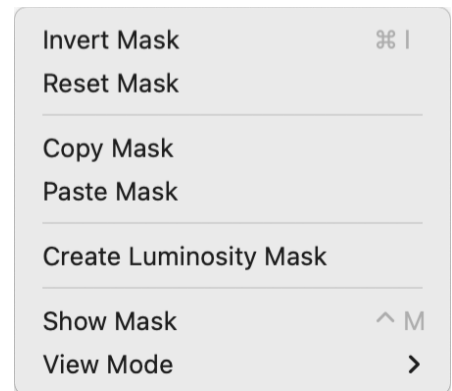 Invert Mask ⌘ I
Reset Mask
Copy Mask
Paste Mask
Create Luminosity Mask
Show Mask ^ M
View Mode >